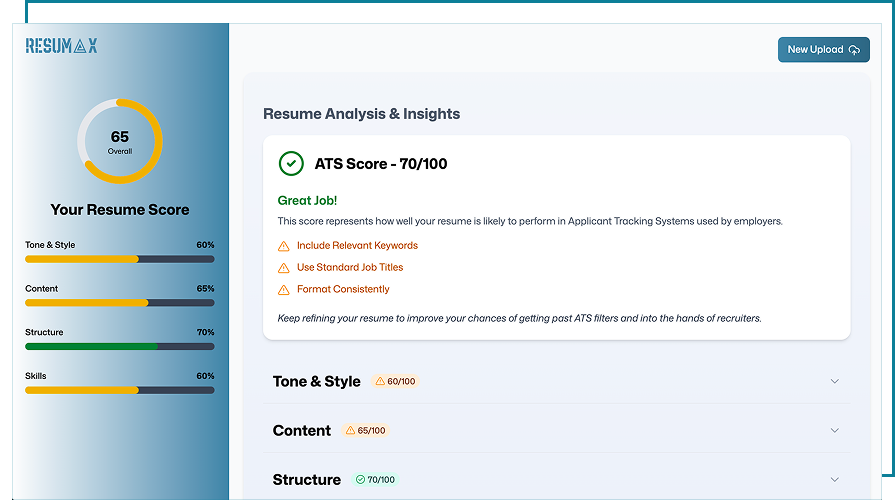 RESUMAX
New Upload
65
Overall
Your Resume Score
Tone & Style 60%
Content 65%
Structure 70%
Skills 60%
Resume Analysis & Insights
ATS Score - 70/100
Great Job!
This score represents how well your resume is likely to perform in Applicant Tracking Systems used by employers.
Include Relevant Keywords
Use Standard Job Titles
Format Consistently
Keep refining your resume to improve your chances of getting past ATS filters and into the hands of recruiters.
Tone & Style 60/100
Content 65/100
Structure 70/100